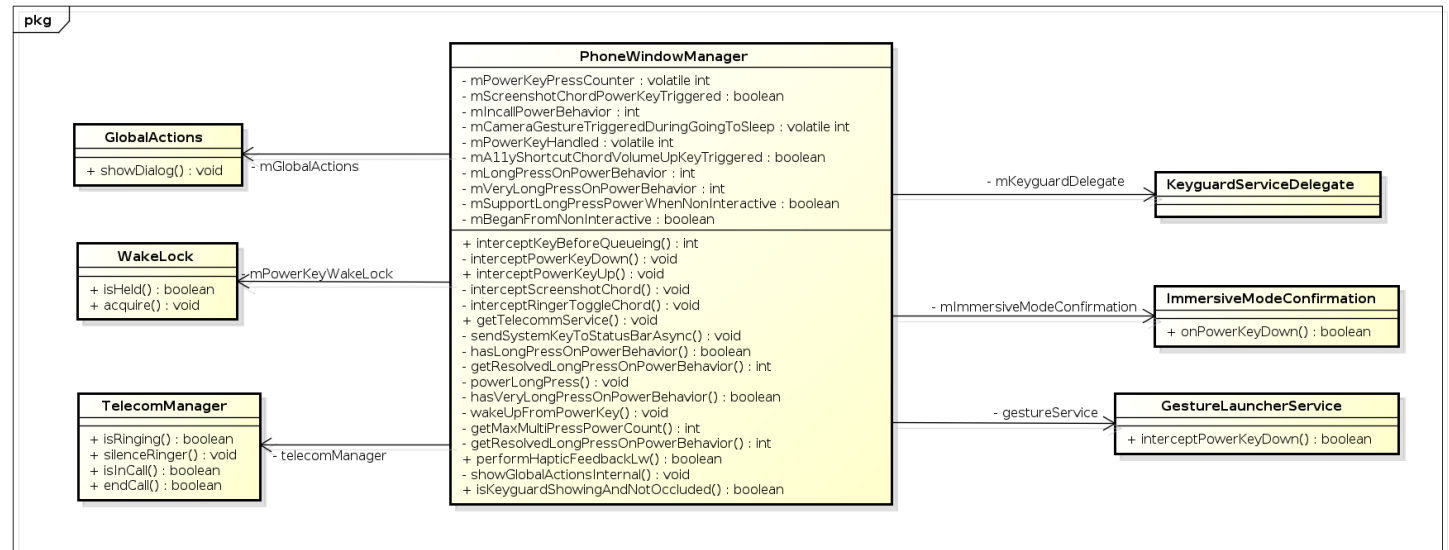 pkg
GlobalActions
+ showDialog() : void
- mGlobalActions
WakeLock
+ isHeld() : boolean
+ acquire() : void
- mPowerKeyWakeLock
TelecomManager
+ isRinging() : boolean
+ silenceRinger() : void
+ isInCall() : boolean
+ endCall() : boolean
- telecomManager
PhoneWindowManager
- mPowerKeyPressCounter : volatile int
- mScreenshotChordPowerKeyTriggered : boolean
- mIncallPowerBehavior : int
- mCameraGestureTriggeredDuringGoingToSleep : volatile int
- mPowerKeyHandled : volatile int
- mA11yShortcutChordVolumeUpKeyTriggered : boolean
- mLongPressOnPowerBehavior : int
- mVeryLongPressOnPowerBehavior : int
- mSupportLongPressPowerWhenNonInteractive : boolean
- mBeganFromNonInteractive : boolean
+ interceptKeyBeforeQueueing() : int
- interceptPowerKeyDown() : void
+ interceptPowerKeyUp() : void
- interceptScreenshotChord() : void
- interceptRingerToggleChord() : void
+ getTelecommService() : void
- sendSystemKeyToStatusBarAsync() : void
- hasLongPressOnPowerBehavior() : boolean
- getResolvedLongPressOnPowerBehavior() : int
- powerLongPress() : void
- hasVeryLongPressOnPowerBehavior() : boolean
- wakeUpFromPowerKey() : void
- getMaxMultiPressPowerCount() : int
- getResolvedLongPressOnPowerBehavior() : int
+ performHapticFeedbackLw() : boolean
- showGlobalActionsInternal() : void
+ isKeyguardShowingAndNotOccluded() : boolean
- mKeyguardDelegate
KeyguardServiceDelegate
- mImmersiveModeConfirmation
ImmersiveModeConfirmation
+ onPowerKeyDown() : boolean
- gestureService
GestureLauncherService
+ interceptPowerKeyDown() : boolean